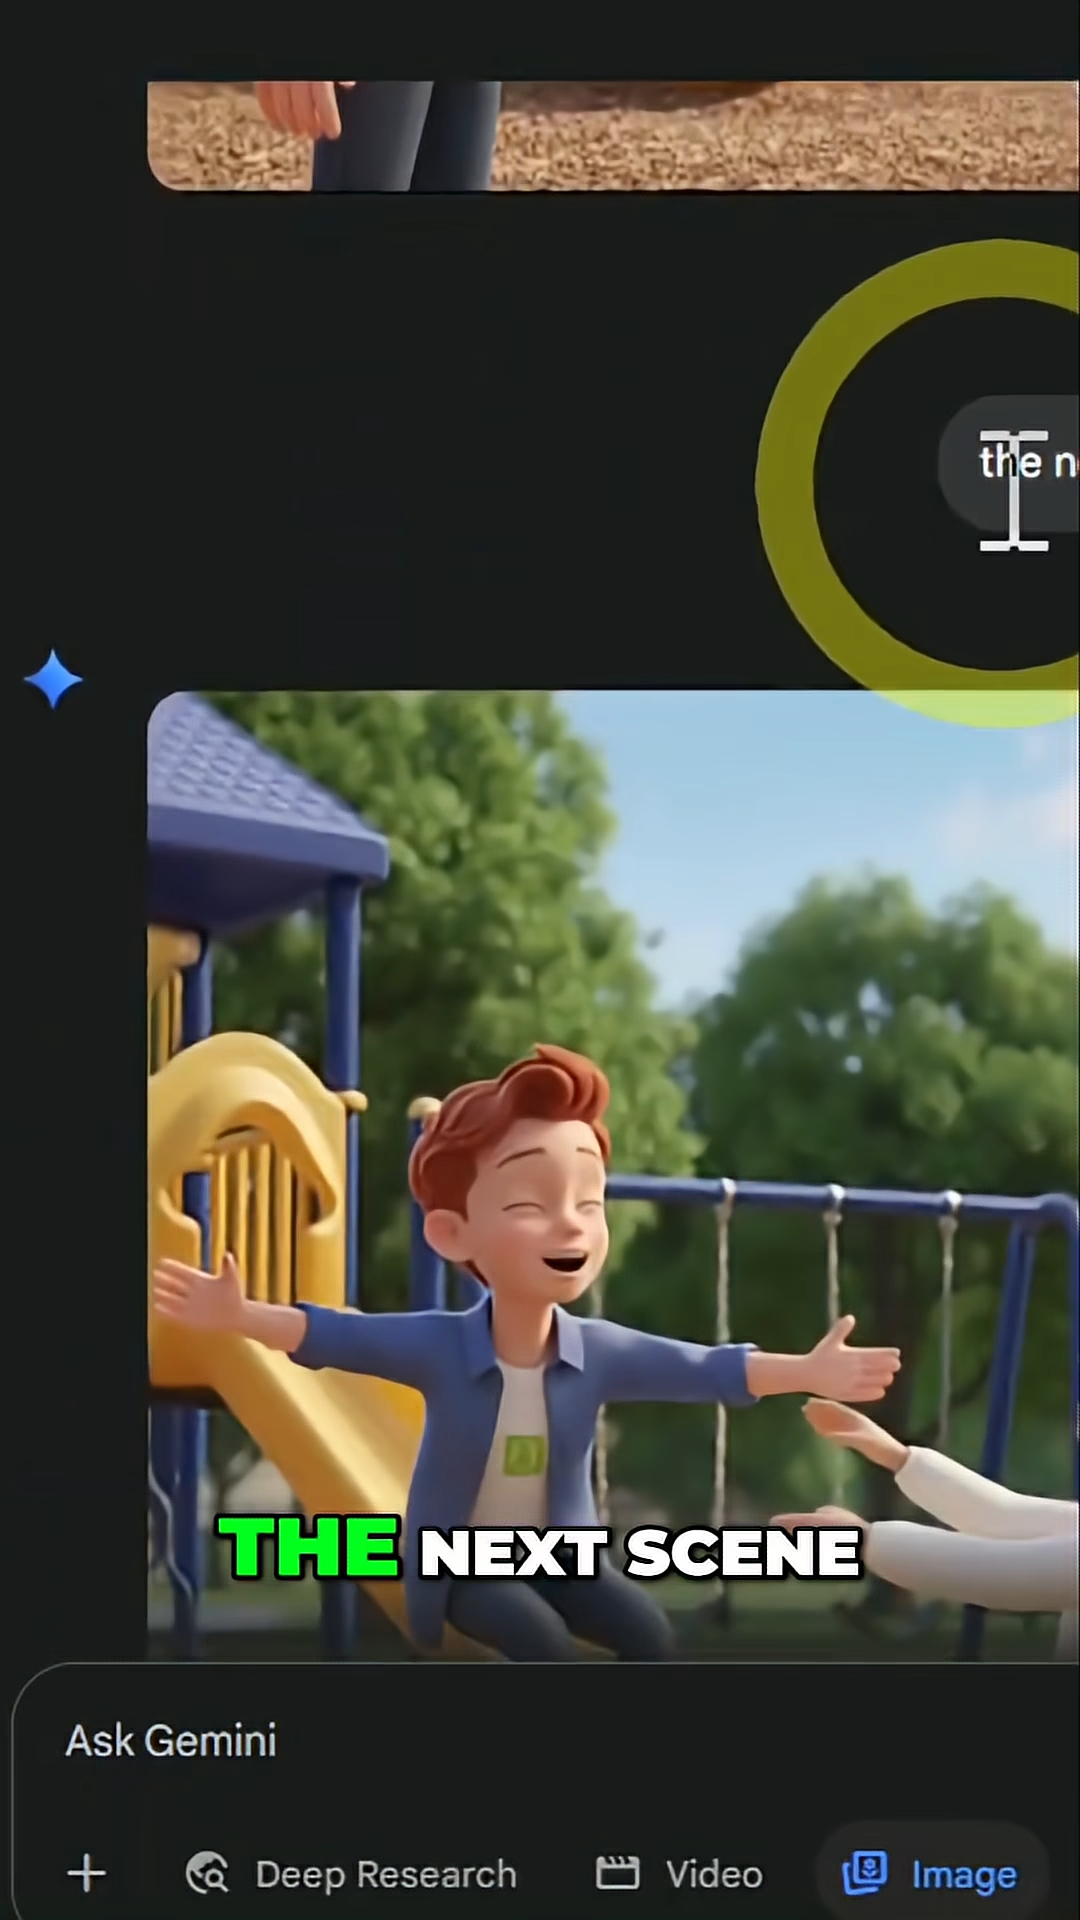 the
THE NEXT SCENE
Ask Gemini
Deep Research
Video
Image